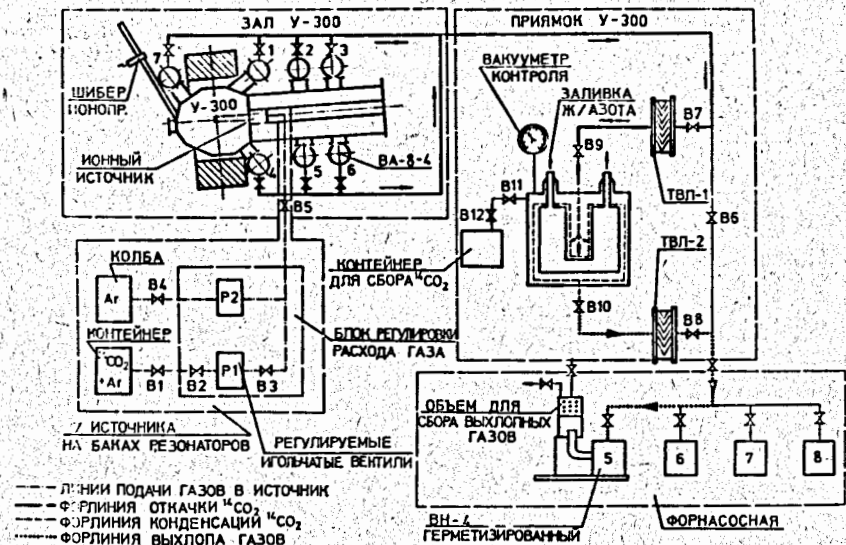 ЗАЛ У-300
ПРИЯМОК У-300
7
1
2
3
ШИБЕР
ИОНОПР.
У-300
ИОННЫЙ
ИСТОЧНИК
4
5
6
ВА-8-4
В5
ВАКУУМЕТР
КОНТРОЛЯ
ЗАЛИВКА
Ж/АЗОТА
В9
В7
ТВЛ-1
В11
В12
В6
КОНТЕЙНЕР
ДЛЯ СБОРА ¹⁴CO₂
ТВЛ-2
В10
В8
КОЛБА
Ar
В4
Р2
КОНТЕЙНЕР
CO₂
+Ar
В1
В2
Р1
В3
БЛОК РЕГУЛИРОВКИ
РАСХОДА ГАЗА
У ИСТОЧНИКА
НА БАКАХ РЕЗОНАТОРОВ
РЕГУЛИРУЕМЫЕ
ИГОЛЬЧАТЫЕ ВЕНТИЛИ
ОБЪЕМ ДЛЯ
СБОРА ВЫХЛОПНЫХ
ГАЗОВ
5
6
7
8
ВН-4
ГЕРМЕТИЗИРОВАННЫЙ
ФОРНАСОСНАЯ
ЛИНИИ ПОДАЧИ ГАЗОВ В ИСТОЧНИК
ФОРЛИНИЯ ОТКАЧКИ ¹⁴CO₂
ФОРЛИНИЯ КОНДЕНСАЦИИ ¹⁴CO₂
ФОРЛИНИЯ ВЫХЛОПА ГАЗОВ